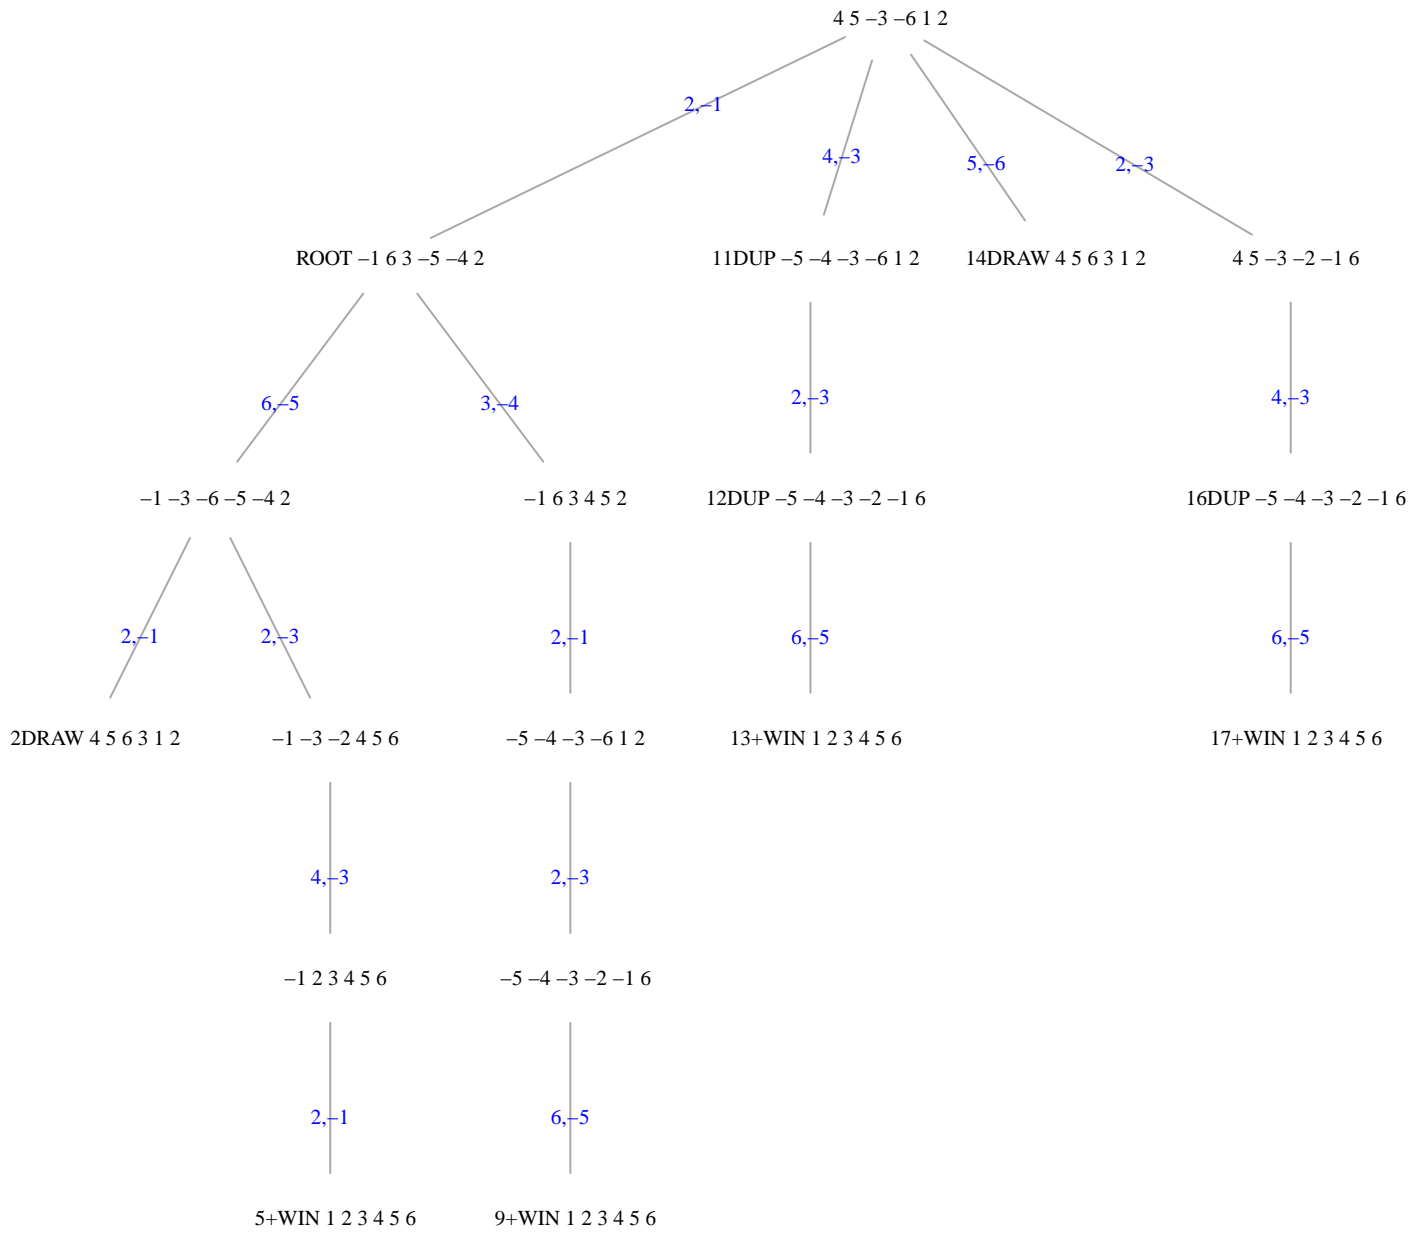 4 5 −3 −6 1 2
2,−1
4,−3
5,−6
2,−3
ROOT −1 6 3 −5 −4 2
11DUP −5 −4 −3 −6 1 2
14DRAW 4 5 6 3 1 2
4 5 −3 −2 −1 6
6,−5
3,−4
2,−3
4,−3
−1 −3 −6 −5 −4 2
−1 6 3 4 5 2
12DUP −5 −4 −3 −2 −1 6
16DUP −5 −4 −3 −2 −1 6
2,−1
2,−3
2,−1
6,−5
6,−5
2DRAW 4 5 6 3 1 2
−1 −3 −2 4 5 6
−5 −4 −3 −6 1 2
13+WIN 1 2 3 4 5 6
17+WIN 1 2 3 4 5 6
4,−3
2,−3
−1 2 3 4 5 6
−5 −4 −3 −2 −1 6
2,−1
6,−5
5+WIN 1 2 3 4 5 6
9+WIN 1 2 3 4 5 6